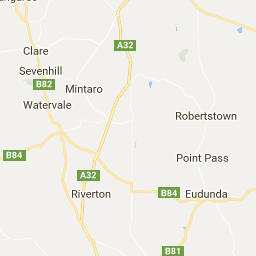 Clare
A32
Sevenhill
B82
Mintaro
Watervale
Robertstown
B84
Point Pass
A32
Riverton
B84
Eudunda
B81